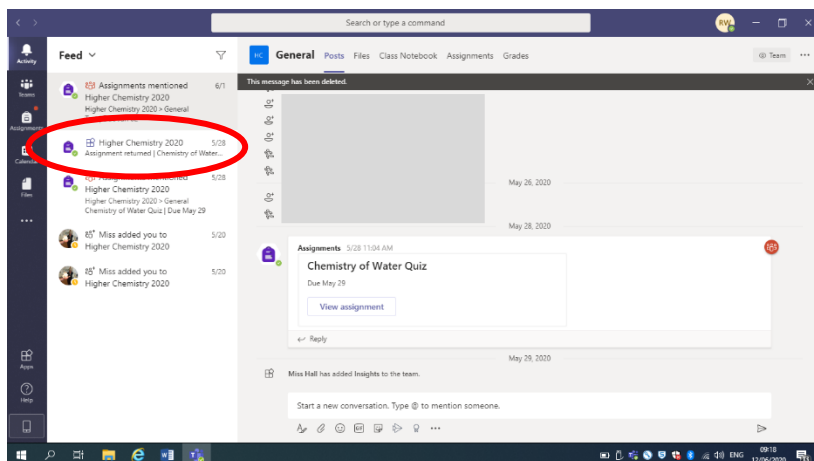 Search or type a command
RW
Activity
Teams
Assignments
Calendar
Files
Apps
Help
Feed
Assignments mentioned 6/1
Higher Chemistry 2020
Higher Chemistry 2020 > General
Higher Chemistry 2020 5/28
Assignment returned | Chemistry of Water...
5/28
Higher Chemistry 2020
Higher Chemistry 2020 > General
Chemistry of Water Quiz | Due May 29
Miss added you to 5/20
Higher Chemistry 2020
Miss added you to 5/20
Higher Chemistry 2020
HC General Posts Files Class Notebook Assignments Grades Team
This message has been deleted.
May 26, 2020
May 28, 2020
Assignments 5/28 11:04 AM
Chemistry of Water Quiz
Due May 29
View assignment
Reply
May 29, 2020
Miss Hall has added Insights to the team.
Start a new conversation. Type @ to mention someone.
GIF
ENG
09:18
12/06/2020